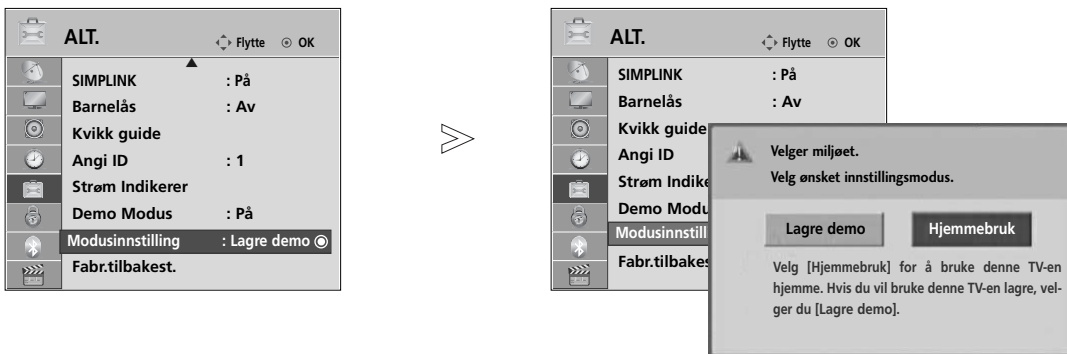 ALT.
Flytte OK
SIMPLINK : På
Barnelås : Av
Kvikk guide
Angi ID : 1
Strøm Indikerer
Demo Modus : På
Modusinnstilling : Lagre demo
Fabr.tilbakest.
ALT.
Flytte OK
SIMPLINK : På
Barnelås : Av
Kvikk guide
Angi ID
Strøm Indike
Demo Modu
Modusinnstill
Fabr.tilbakes
Velger miljøet.
Velg ønsket innstillingsmodus.
Lagre demo Hjemmebruk
Velg [Hjemmebruk] for å bruke denne TV-en
hjemme. Hvis du vil bruke denne TV-en lagre, vel-
ger du [Lagre demo].